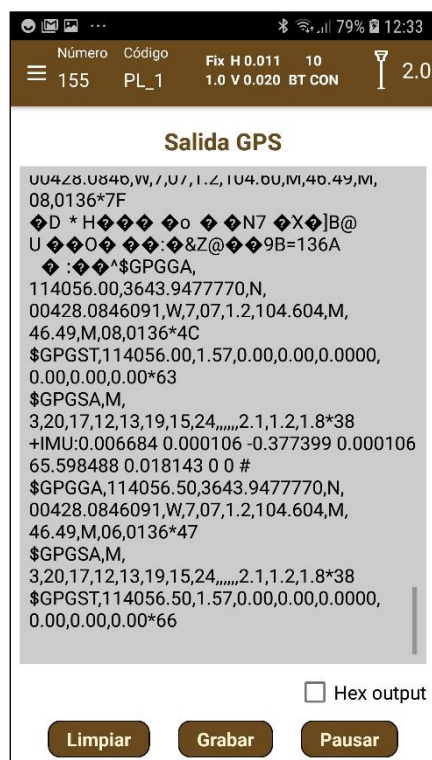 79% 12:33
Número Código Fix H 0.011 10
155 PL_1 1.0 V 0.020 BT CON 2.0
Salida GPS
00428.0846,W,7,07,1.2,104.60,M,46.49,M,
08,0136*7F
�D * H��� �o � �N7 �X�]B@
U ��O� ��:�&Z@��9B=136A
� :��^$GPGGA,
114056.00,3643.9477770,N,
00428.0846091,W,7,07,1.2,104.604,M,
46.49,M,08,0136*4C
$GPGST,114056.00,1.57,0.00,0.00,0.0000,
0.00,0.00,0.00*63
$GPGSA,M,
3,20,17,12,13,19,15,24,,,,,,2.1,1.2,1.8*38
+IMU:0.006684 0.000106 -0.377399 0.000106
65.598488 0.018143 0 0 #
$GPGGA,114056.50,3643.9477770,N,
00428.0846091,W,7,07,1.2,104.604,M,
46.49,M,06,0136*47
$GPGSA,M,
3,20,17,12,13,19,15,24,,,,,,2.1,1.2,1.8*38
$GPGST,114056.50,1.57,0.00,0.00,0.0000,
0.00,0.00,0.00*66
Hex output
Limpiar Grabar Pausar